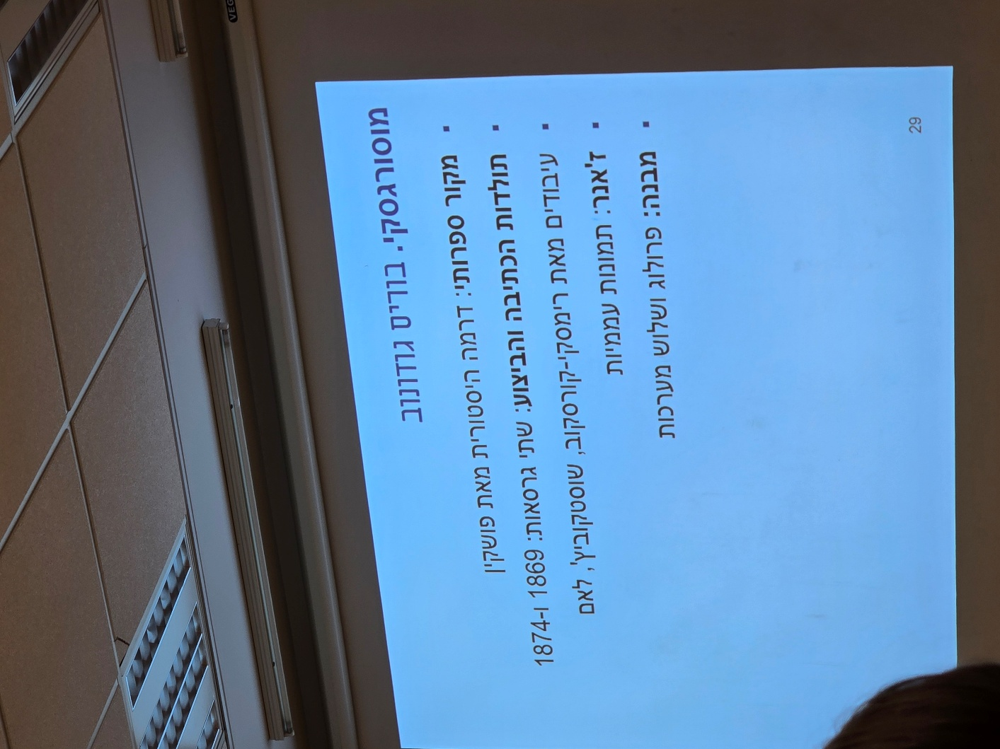 מוסורגסקי. בוריס גודונוב
▪ מקור ספרותי: דרמה היסטורית מאת פושקין
▪ תולדות הכתיבה והביצוע: שתי גרסאות: 1869 ו-1874
▪ עיבודים מאת רימסקי-קורסקוב, שוסטקוביץ', לאם
▪ ז'אנר: תמונות עממיות
▪ מבנה: פרולוג ושלוש מערכות
29